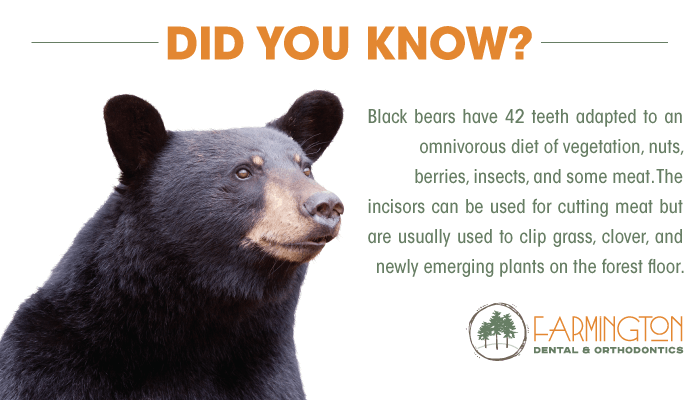 DID YOU KNOW?
Black bears have 42 teeth adapted to an
omnivorous diet of vegetation, nuts,
berries, insects, and some meat. The
incisors can be used for cutting meat but
are usually used to clip grass, clover, and
newly emerging plants on the forest floor.
FARMINGTON
DENTAL & ORTHODONTICS